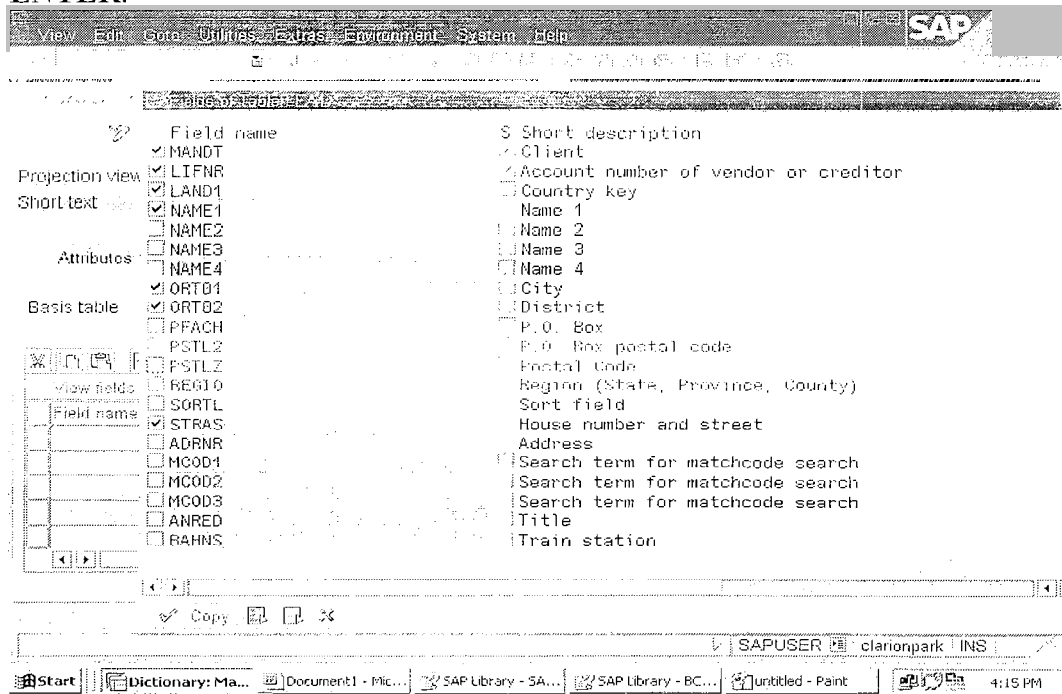 ENTER.
View Edit Goto Utilities Extras Environment System Help
SAP
Field name S Short description
MANDT Client
LIFNR Account number of vendor or creditor
Projection view
LAND1 Country key
Short text
NAME1 Name 1
NAME2 Name 2
NAME3 Name 3
Attributes
NAME4 Name 4
ORT01 City
Basis table
ORT02 District
PFACH P.O. Box
PSTL2 P.O. Box postal code
PSTLZ Postal Code
View fields
REGIO Region (State, Province, County)
Field name
SORTL Sort field
STRAS House number and street
ADRNR Address
MCOD1 Search term for matchcode search
MCOD2 Search term for matchcode search
MCOD3 Search term for matchcode search
ANRED Title
BAHNS Train station
Copy
SAPUSER clarionpark INS
Start Dictionary: Ma... Document1 - Mic... SAP Library - SA... SAP Library - BC... untitled - Paint 4:15 PM